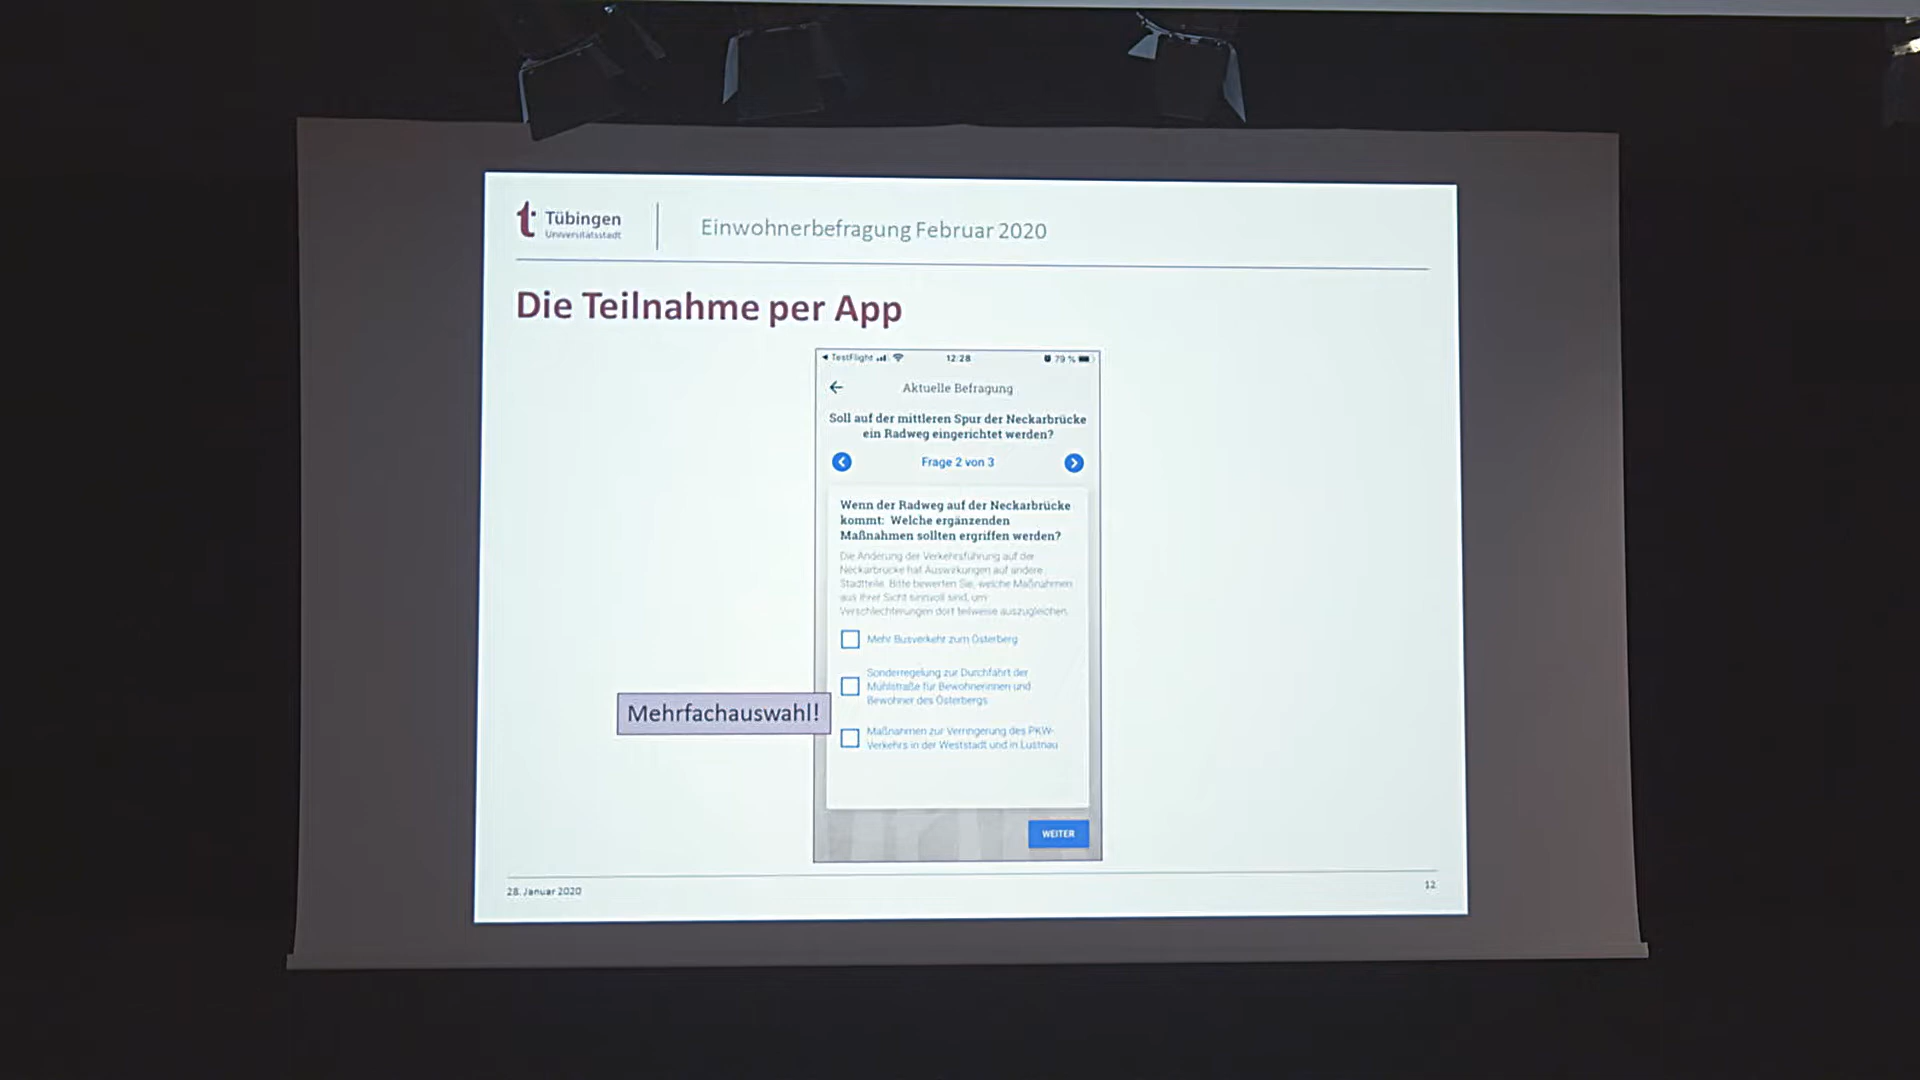 Tübingen
Universitätsstadt
Einwohnerbefragung Februar 2020
Die Teilnahme per App
TestFlight
12:28
79 %
Aktuelle Befragung
Soll auf der mittleren Spur der Neckarbrücke
ein Radweg eingerichtet werden?
Frage 2 von 3
Wenn der Radweg auf der Neckarbrücke
kommt: Welche ergänzenden
Maßnahmen sollten ergriffen werden?
Die Änderung der Verkehrsführung auf der
Neckarbrücke hat Auswirkungen auf andere
Stadtteile. Bitte bewerten Sie, welche Maßnahmen
aus Ihrer Sicht sinnvoll sind, um
Verschlechterungen dort teilweise auszugleichen.
Mehr Busverkehr zum Österberg
Sonderregelung zur Durchfahrt der
Mühlstraße für Bewohnerinnen und
Bewohner des Österbergs
Mehrfachauswahl!
Maßnahmen zur Verringerung des PKW-
Verkehrs in der Weststadt und in Lustnau
WEITER
28. Januar 2020
12